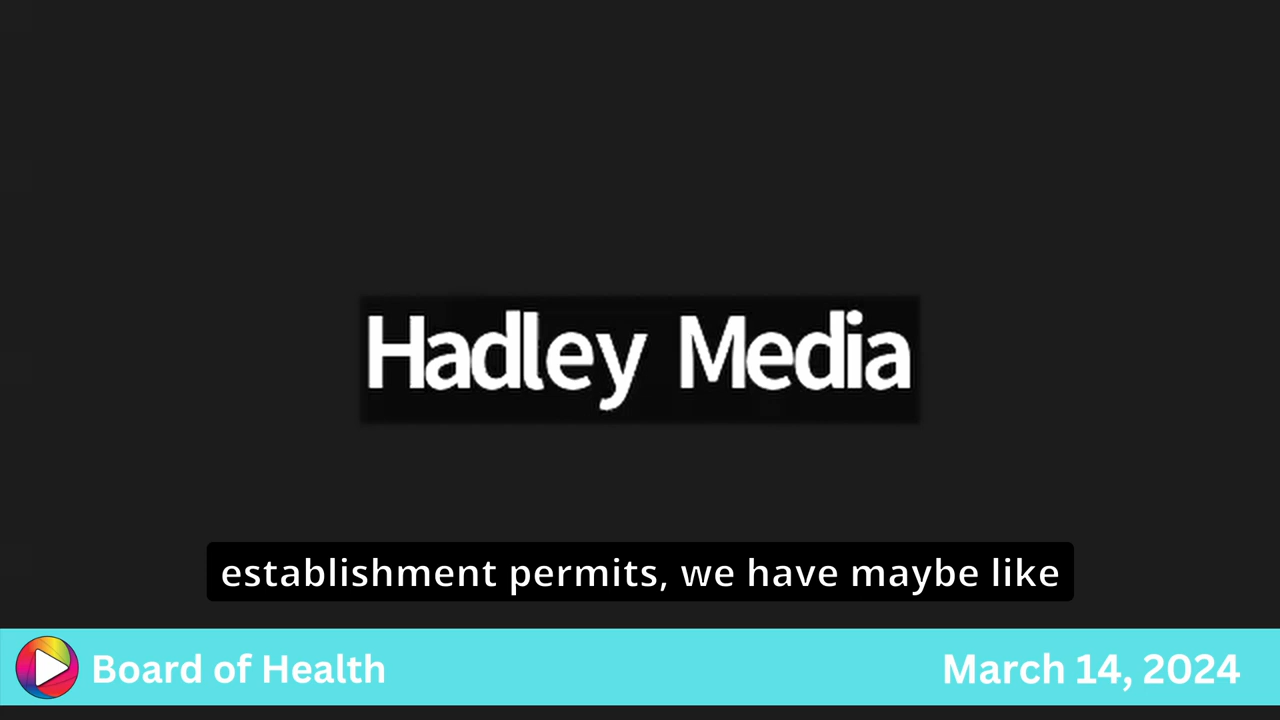 Hadley Media
establishment permits, we have maybe like
Board of Health
March 14, 2024